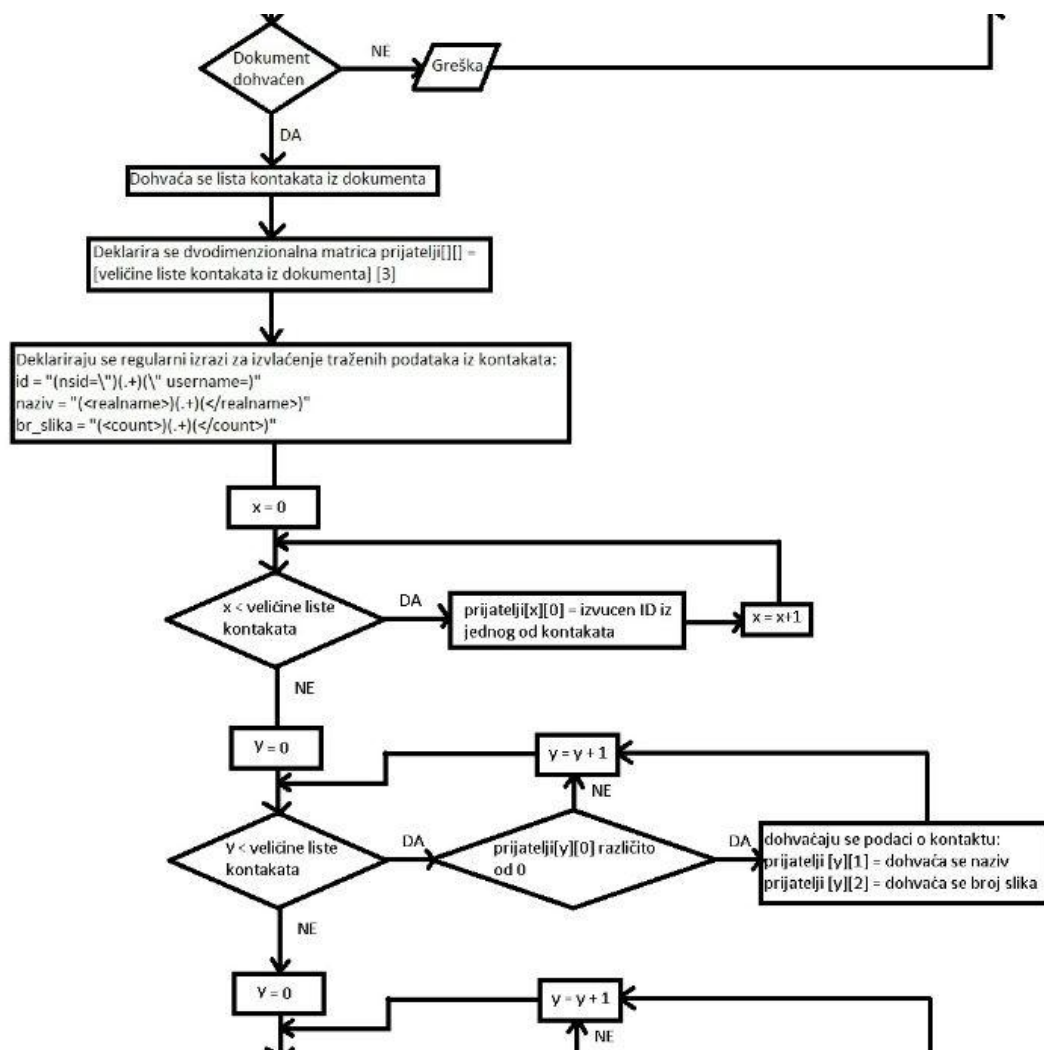 Dokument
dohvaćen
NE
Greška
DA
Dohvaća se lista kontakata iz dokumenta
Deklarira se dvodimenzionalna matrica prijatelji[][] =
[veličine liste kontakata iz dokumenta] [3]
Deklariraju se regularni izrazi za izvlaćenje traženih podataka iz kontakata:
id = "(nsid=\")(.+)(\" username=)"
naziv = "(<realname>)(.+)(</realname>)"
br_slika = "(<count>)(.+)(</count>)"
x = 0
x < veličine liste
kontakata
DA
prijatelji[x][0] = izvucen ID iz
jednog od kontakata
x = x+1
NE
y = 0
y = y + 1
NE
y < veličine liste
kontakata
DA
prijatelji[y][0] različito
od 0
DA
dohvaćaju se podaci o kontaktu:
prijatelji [y][1] = dohvaća se naziv
prijatelji [y][2] = dohvaća se broj slika
NE
y = 0
y = y + 1
NE